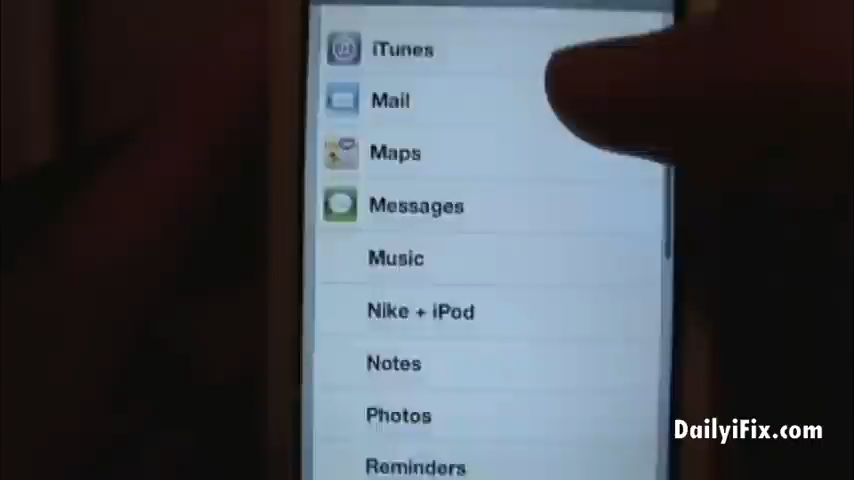 iTunes
Mail
Maps
Messages
Music
Nike + iPod
Notes
Photos
Reminders
DailyiFix.com